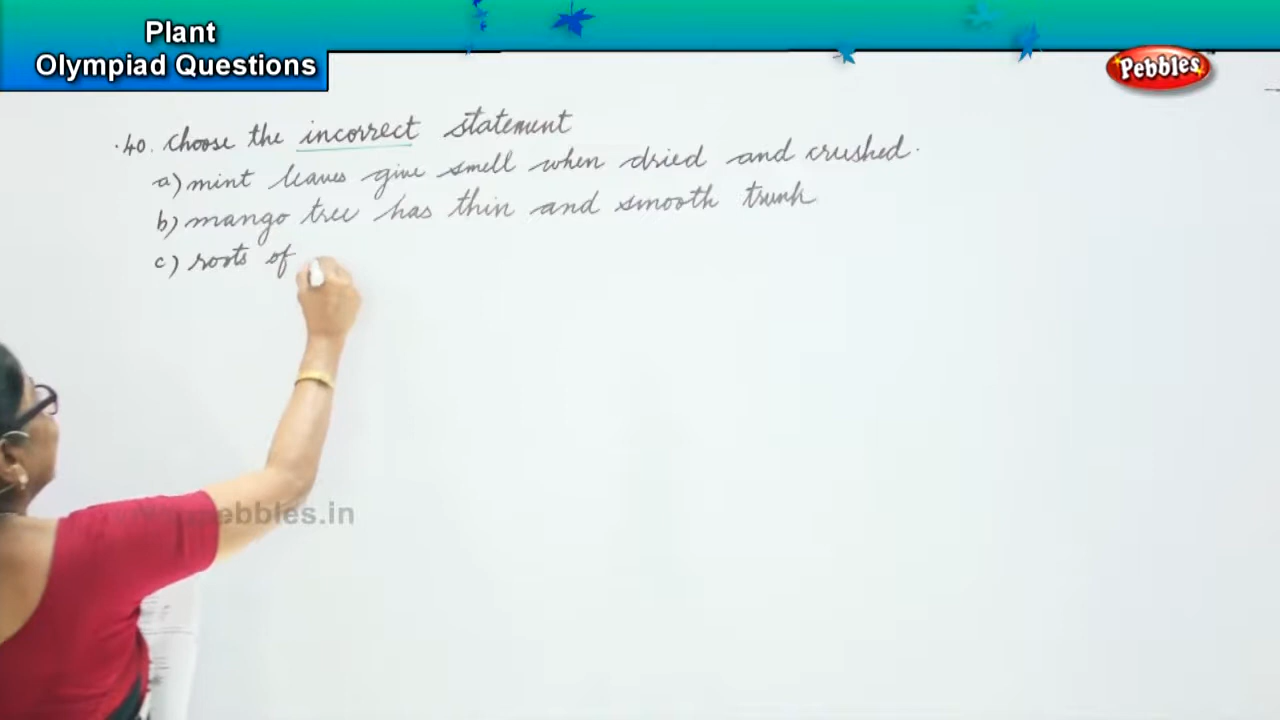 Plant
Olympiad Questions
Pebbles
40. Choose the incorrect statement
a) mint leaves give smell when dried and crushed.
b) mango tree has thin and smooth trunk
c) roots of
ebbles.in